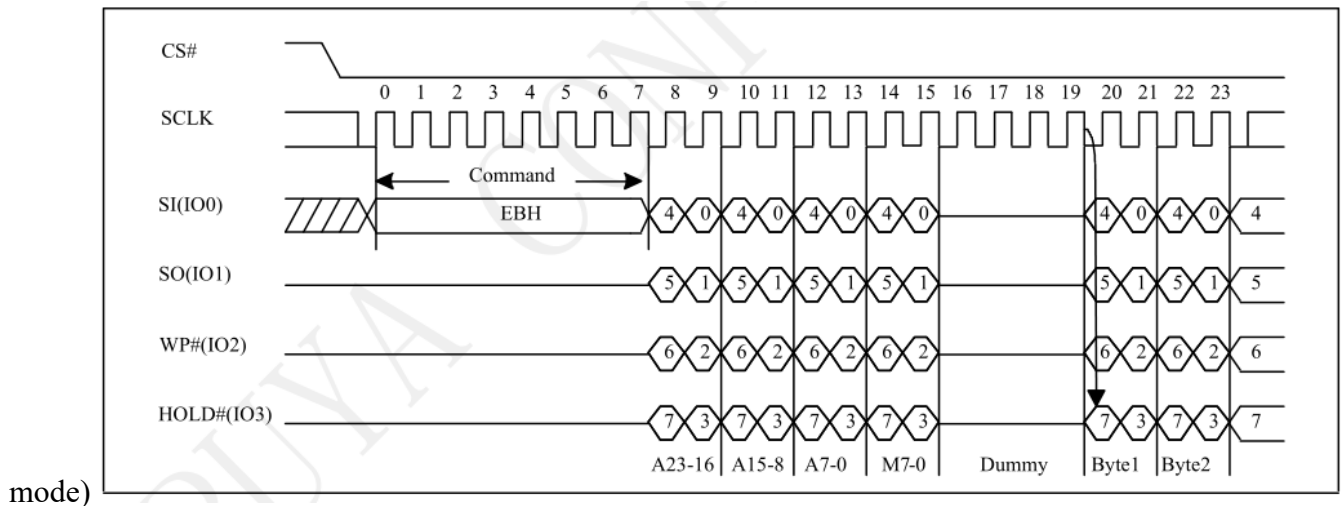 CS#
0 1 2 3 4 5 6 7 8 9 10 11 12 13 14 15 16 17 18 19 20 21 22 23
SCLK
Command
SI(IO0) EBH 4 0 4 0 4 0 4 0 4 0 4 0 4
SO(IO1) 5 1 5 1 5 1 5 1 5 1 5 1 5
WP#(IO2) 6 2 6 2 6 2 6 2 6 2 6 2 6
HOLD#(IO3) 7 3 7 3 7 3 7 3 7 3 7 3 7
A23-16 A15-8 A7-0 M7-0 Dummy Byte1 Byte2
mode)